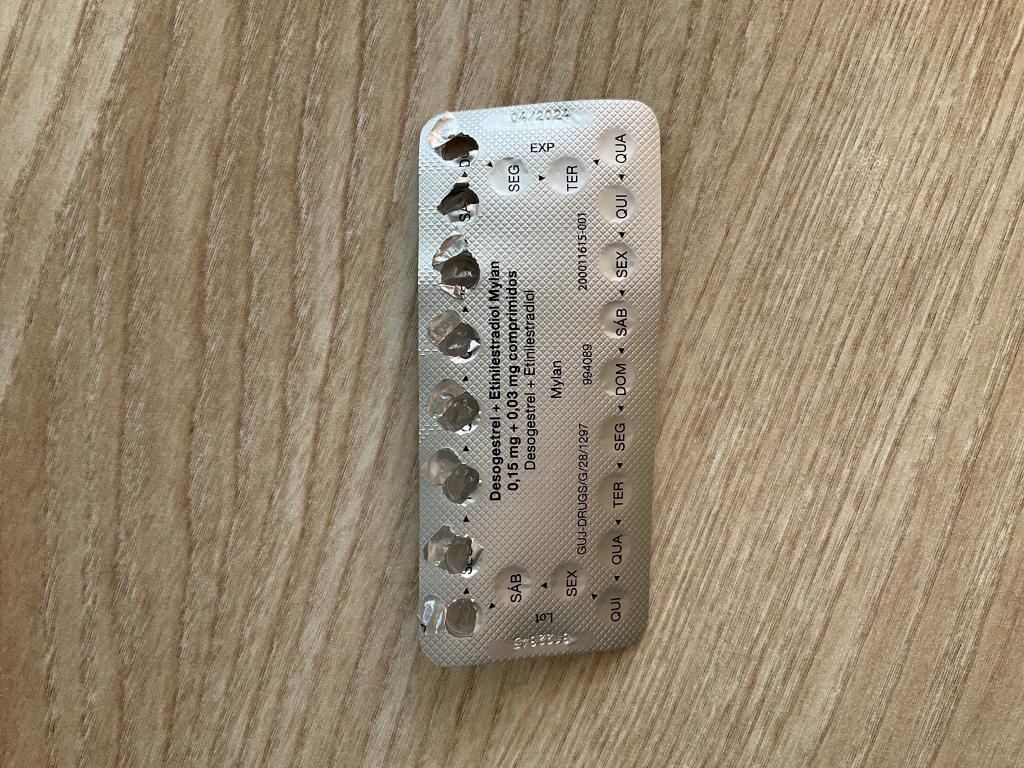 04/2024
EXP
SEG
TER
QUA
QUI
SEX
SÁB
DOM
SEG
TER
QUA
QUI
SEX
SÁB
Desogestrel + Etinilestradiol Mylan
0,15 mg + 0,03 mg comprimidos
Desogestrel + Etinilestradiol
Mylan
GUJ-DRUGS/G/28/1297
994089
200011615-001
Lot